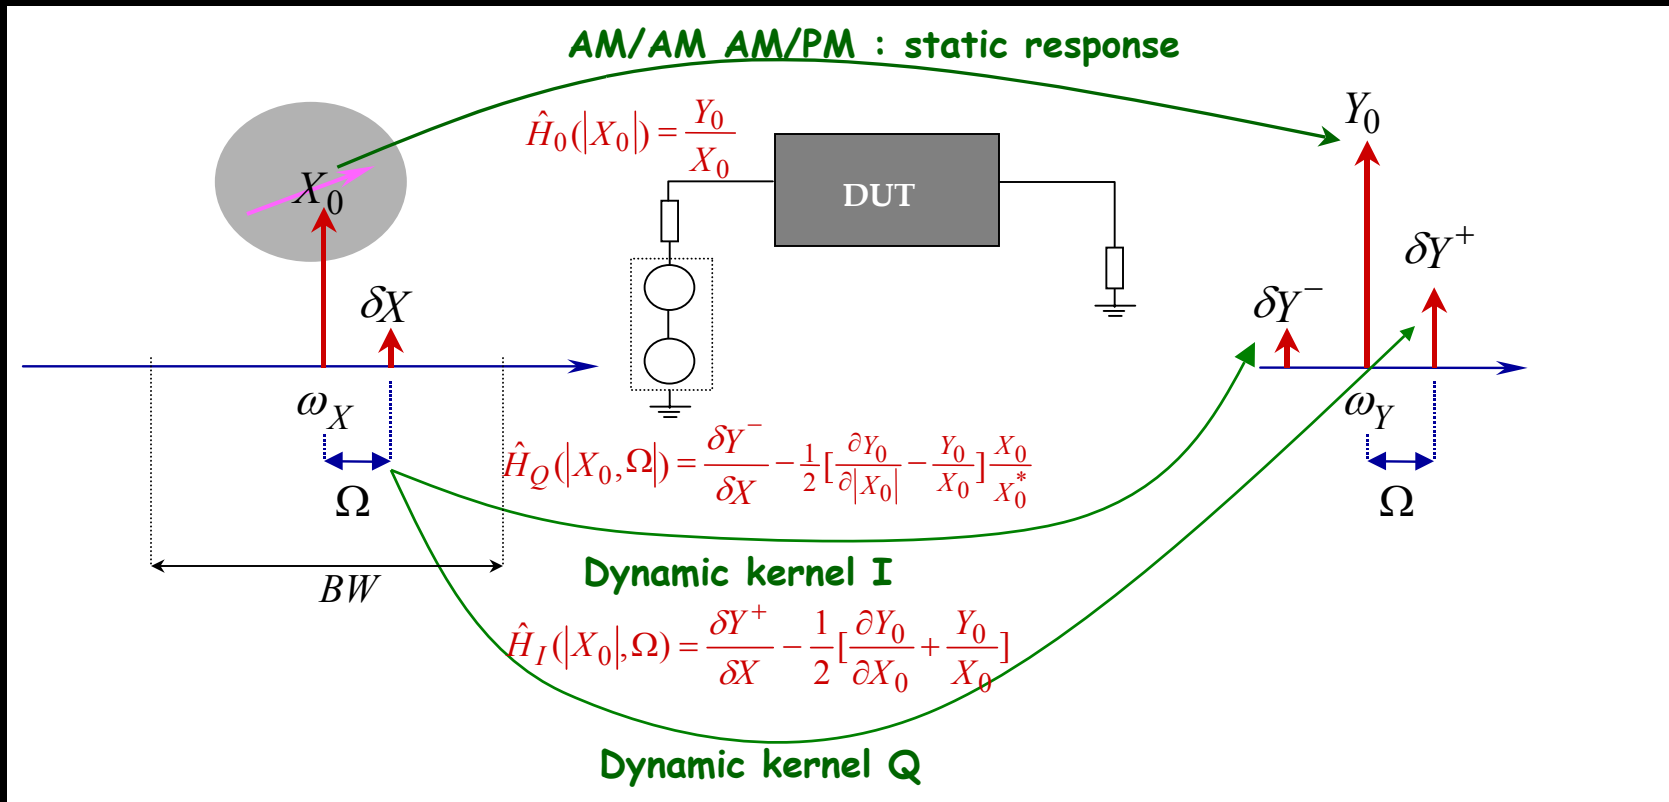 AM/AM AM/PM : static response
Ĥ₀(|X₀|) = Y₀/X₀
X₀
Y₀
DUT
δX
δY⁻
δY⁺
ω_X
ω_Y
Ω
Ω
BW
Ĥ_Q(|X₀,Ω|) = δY⁻/δX − 1/2[∂Y₀/∂|X₀| − Y₀/X₀] X₀/X₀*
Dynamic kernel I
Ĥ_I(|X₀|,Ω) = δY⁺/δX − 1/2[∂Y₀/∂X₀ + Y₀/X₀]
Dynamic kernel Q